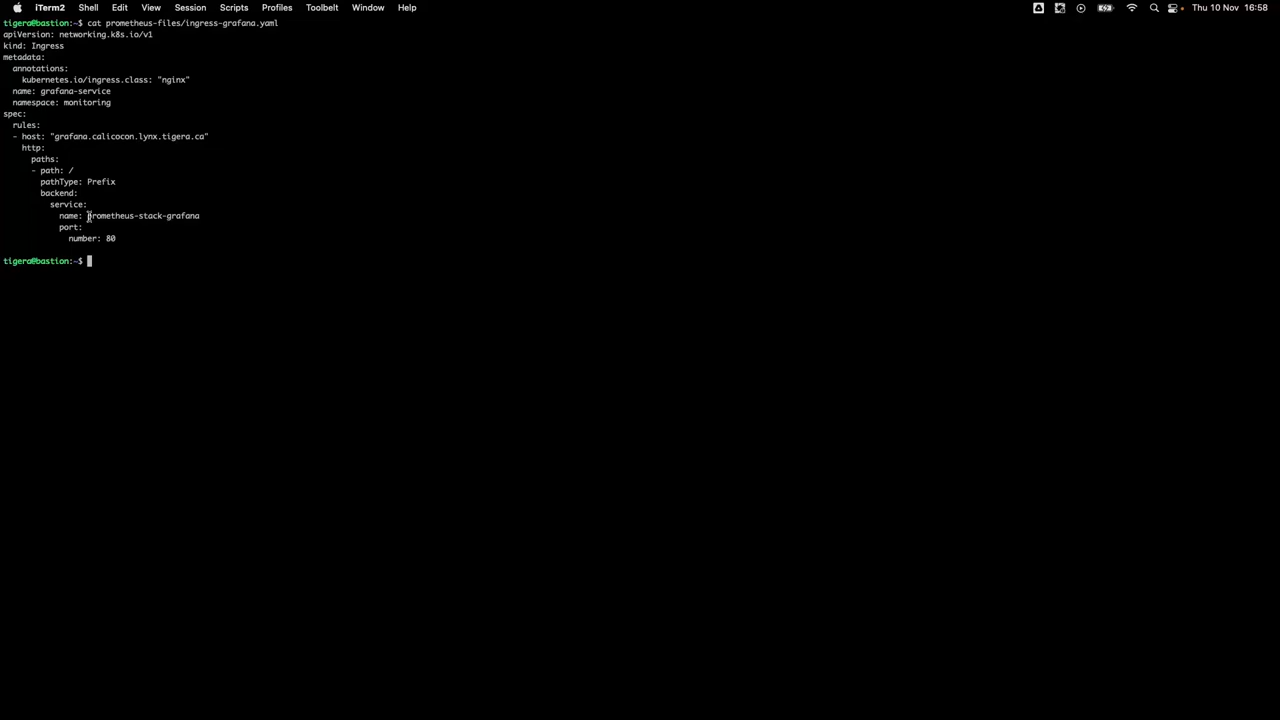 iTerm2 Shell Edit View Session Scripts Profiles Toolbelt Window Help Thu 10 Nov 16:58
tigera@bastion:~$ cat prometheus-files/ingress-grafana.yaml
apiVersion: networking.k8s.io/v1
kind: Ingress
metadata:
  annotations:
    kubernetes.io/ingress.class: "nginx"
  name: grafana-service
  namespace: monitoring
spec:
  rules:
  - host: "grafana.calicocon.lynx.tigera.ca"
    http:
      paths:
      - path: /
        pathType: Prefix
        backend:
          service:
            name: prometheus-stack-grafana
            port:
              number: 80
tigera@bastion:~$